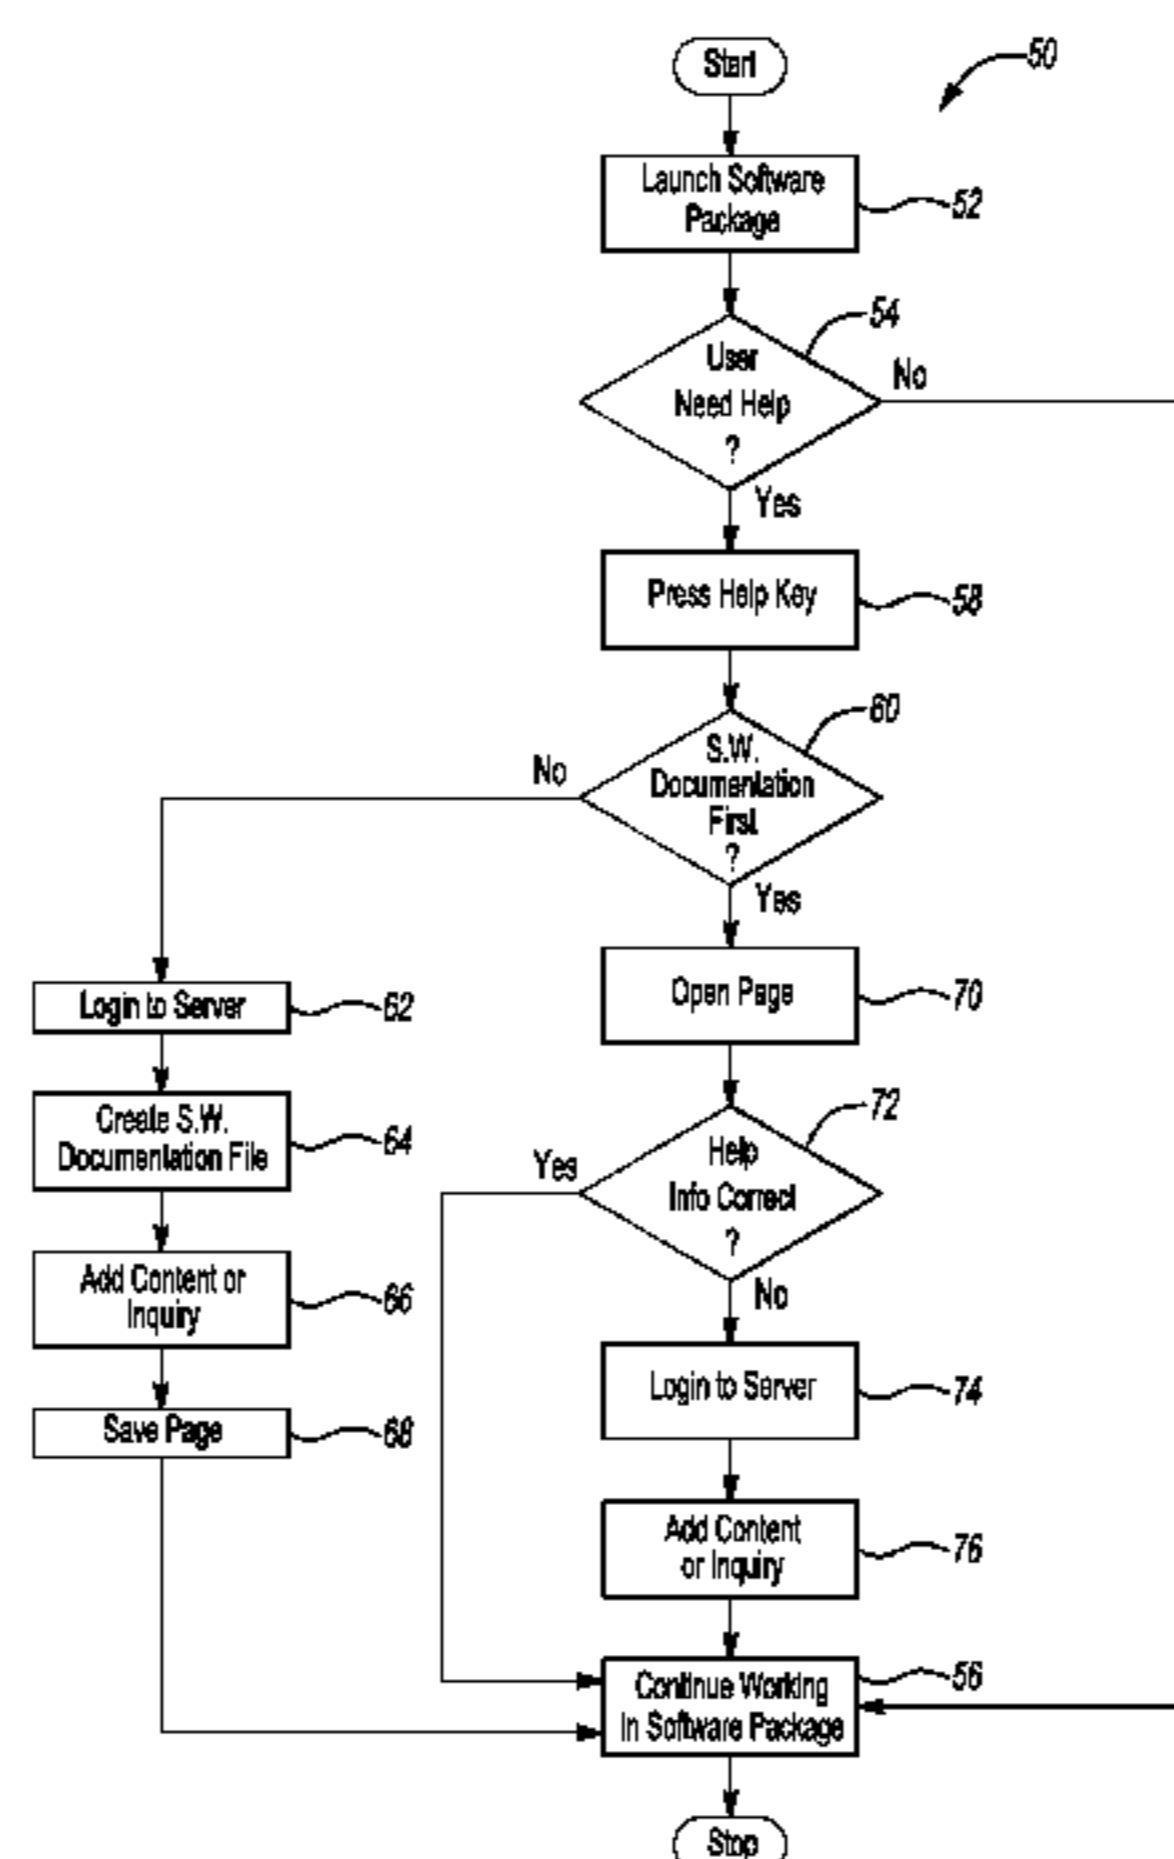 Start
50
Launch Software
Package
52
54
User
Need Help
?
No
Yes
Press Help Key
58
60
S.W.
Documentation
First
?
No
Yes
Login to Server
62
Open Page
70
Create S.W.
Documentation File
64
72
Help
Info Correct
?
Yes
No
Add Content or
Inquiry
66
Login to Server
74
Save Page
68
Add Content
or Inquiry
76
Continue Working
In Software Package
56
Stop